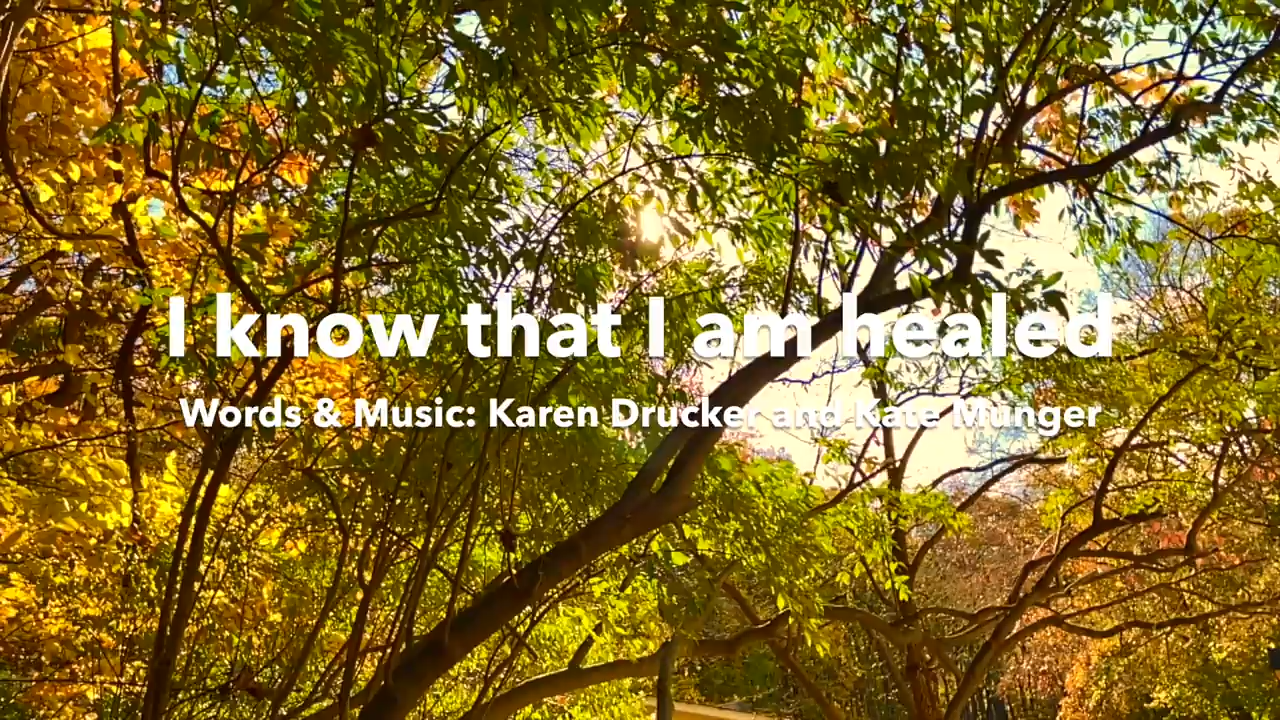 I know that I am healed
Words & Music: Karen Drucker and Kate Munger